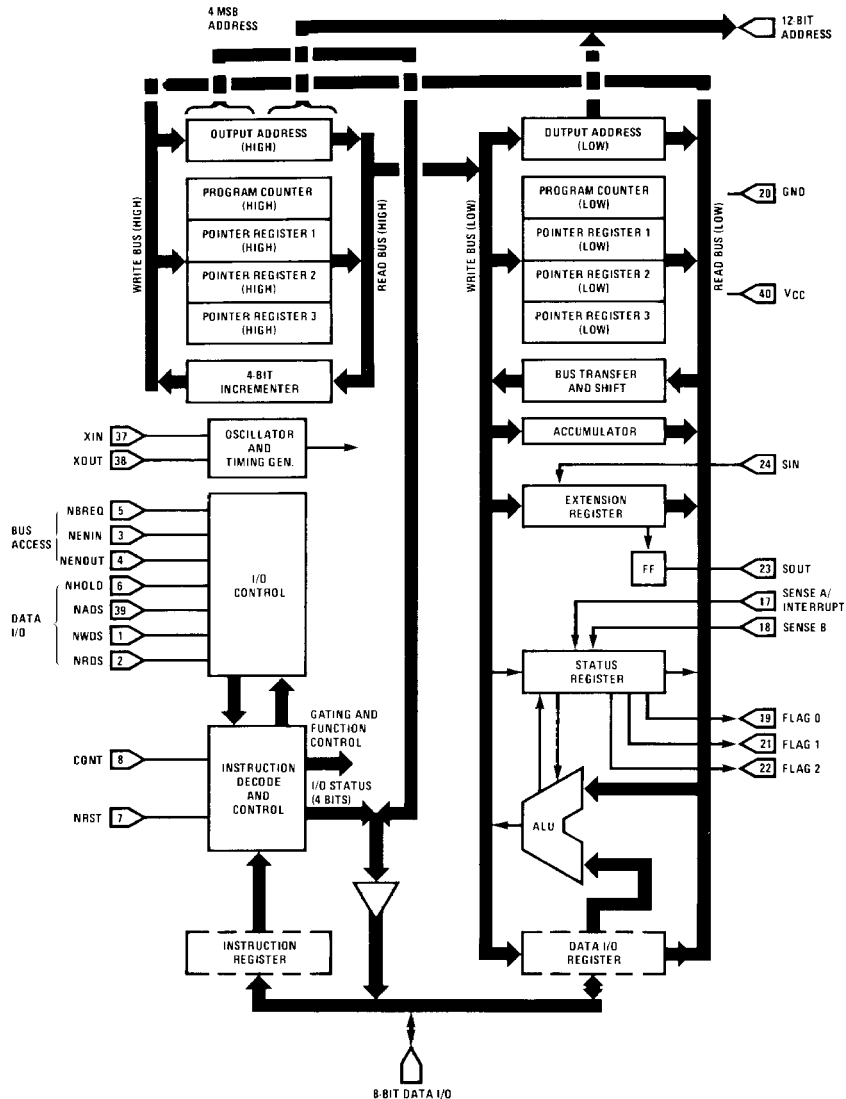 4 MSB
ADDRESS
12-BIT
ADDRESS
OUTPUT ADDRESS
(HIGH)
OUTPUT ADDRESS
(LOW)
WRITE BUS (HIGH)
PROGRAM COUNTER
(HIGH)
POINTER REGISTER 1
(HIGH)
POINTER REGISTER 2
(HIGH)
POINTER REGISTER 3
(HIGH)
READ BUS (HIGH)
WRITE BUS (LOW)
PROGRAM COUNTER
(LOW)
POINTER REGISTER 1
(LOW)
POINTER REGISTER 2
(LOW)
POINTER REGISTER 3
(LOW)
READ BUS (LOW)
20 GND
40 VCC
4-BIT
INCREMENTER
BUS TRANSFER
AND SHIFT
ACCUMULATOR
XIN 37
XOUT 38
OSCILLATOR
AND
TIMING GEN.
24 SIN
EXTENSION
REGISTER
FF
23 SOUT
BUS
ACCESS
NBREQ 5
NENIN 3
NENOUT 4
DATA
I/O
NHOLD 6
NADS 39
NWDS 1
NRDS 2
I/O
CONTROL
17 SENSE A/
INTERRUPT
18 SENSE B
STATUS
REGISTER
19 FLAG 0
21 FLAG 1
22 FLAG 2
GATING AND
FUNCTION
CONTROL
I/O STATUS
(4 BITS)
CONT 8
NRST 7
INSTRUCTION
DECODE
AND
CONTROL
ALU
INSTRUCTION
REGISTER
DATA I/O
REGISTER
8-BIT DATA I/O